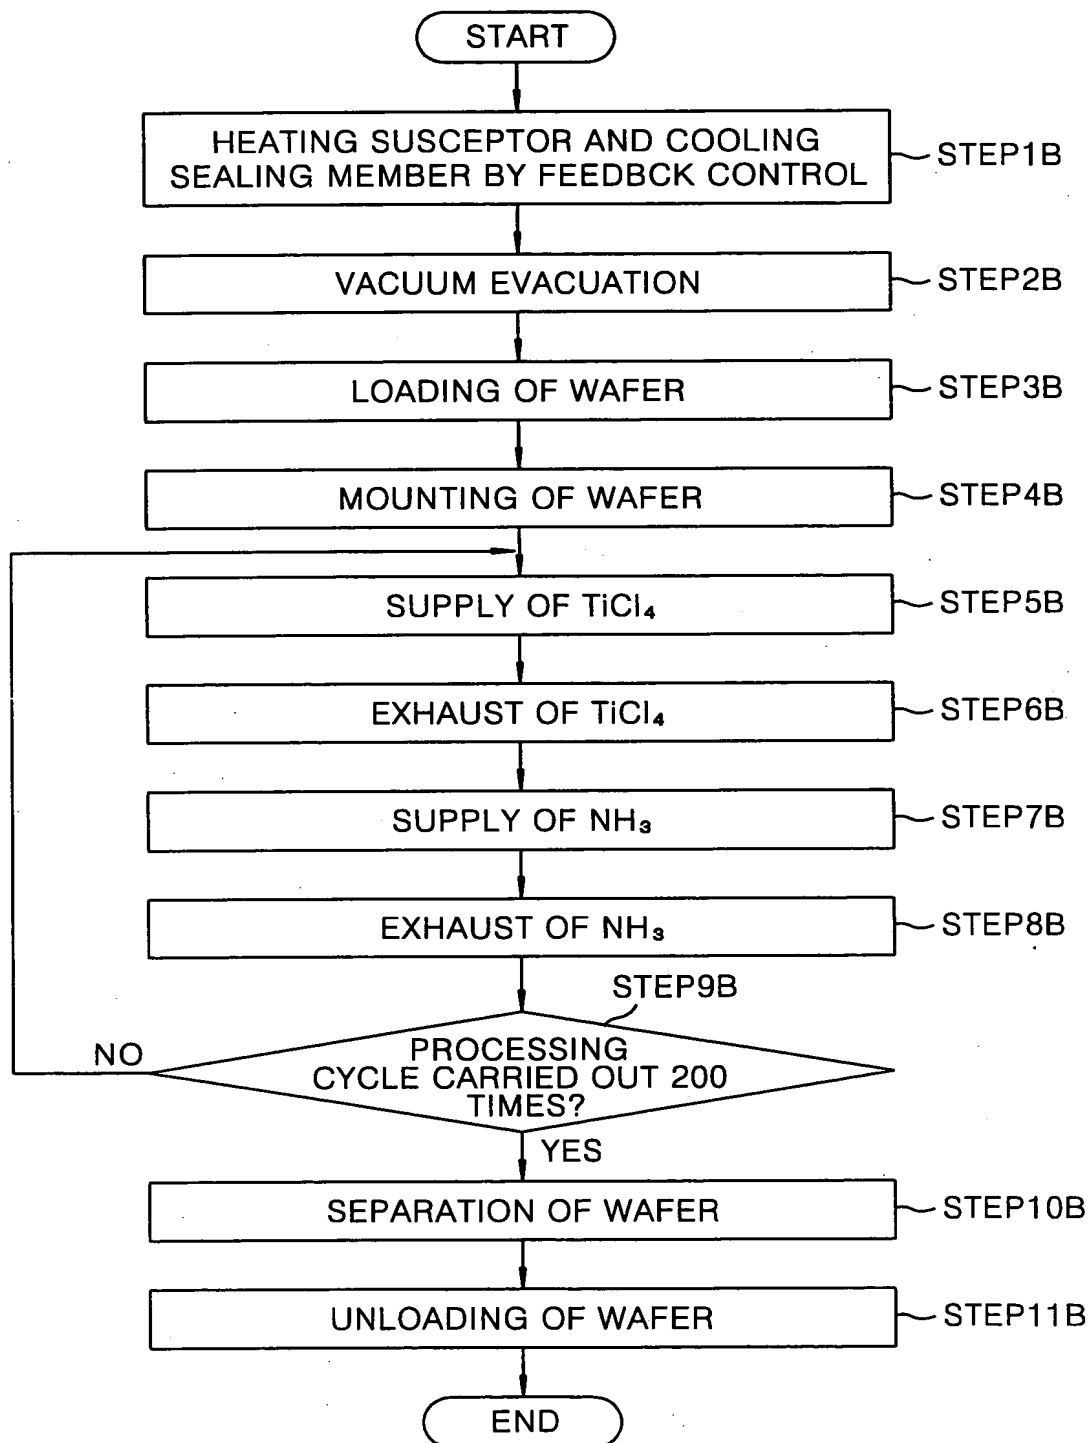 START
HEATING SUSCEPTOR AND COOLING
SEALING MEMBER BY FEEDBCK CONTROL
STEP1B
VACUUM EVACUATION
STEP2B
LOADING OF WAFER
STEP3B
MOUNTING OF WAFER
STEP4B
SUPPLY OF TiCl₄
STEP5B
EXHAUST OF TiCl₄
STEP6B
SUPPLY OF NH₃
STEP7B
EXHAUST OF NH₃
STEP8B
STEP9B
NO
PROCESSING
CYCLE CARRIED OUT 200
TIMES?
YES
SEPARATION OF WAFER
STEP10B
UNLOADING OF WAFER
STEP11B
END